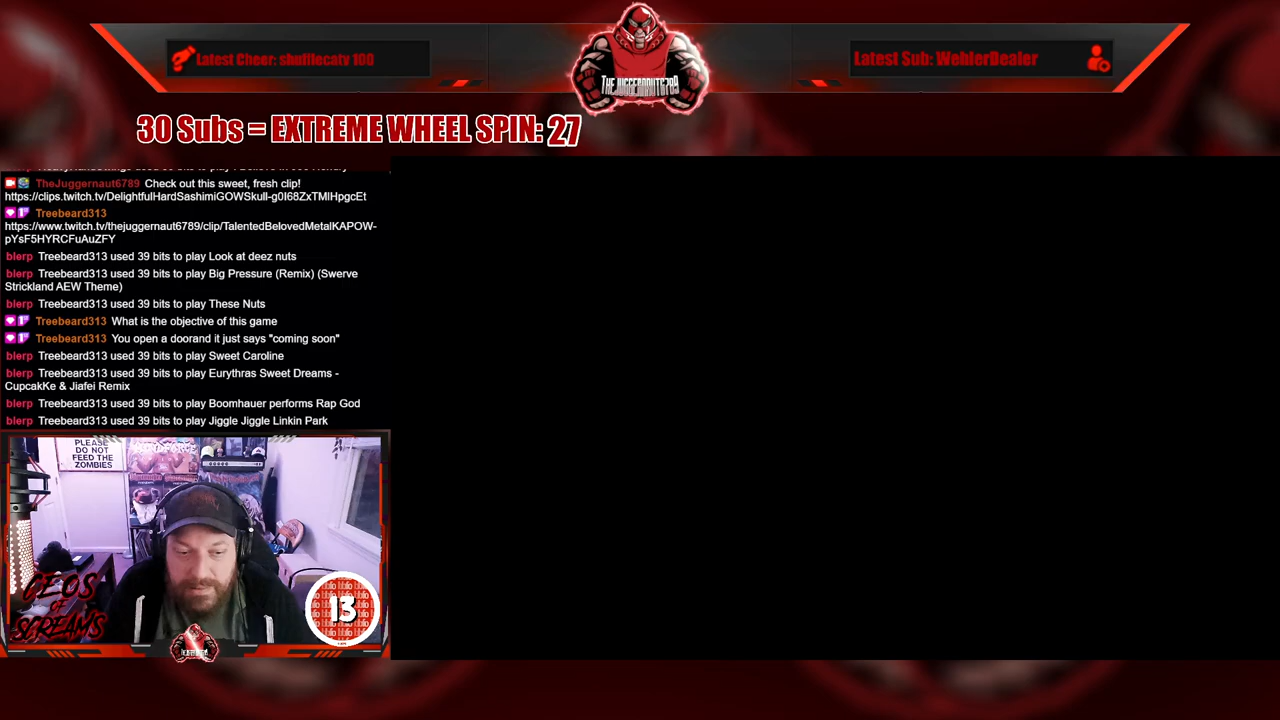 Latest Cheer: shufflecatv 100
THEJUGGERNAUT6789
Latest Sub: WehlerDealer
30 Subs = EXTREME WHEEL SPIN: 27
TheJuggernaut6789 Check out this sweet, fresh clip!
https://clips.twitch.tv/DelightfulHardSashimiGOWSkull-g0I68ZxTMIHpgcEt
Treebeard313
https://www.twitch.tv/thejuggernaut6789/clip/TalentedBelovedMetalKAPOW-
pYsF5HYRCFuAuZFY
blerp Treebeard313 used 39 bits to play Look at deez nuts
blerp Treebeard313 used 39 bits to play Big Pressure (Remix) (Swerve
Strickland AEW Theme)
blerp Treebeard313 used 39 bits to play These Nuts
Treebeard313 What is the objective of this game
Treebeard313 You open a doorand it just says "coming soon"
blerp Treebeard313 used 39 bits to play Sweet Caroline
blerp Treebeard313 used 39 bits to play Eurythras Sweet Dreams -
CupcakKe & Jiafei Remix
blerp Treebeard313 used 39 bits to play Boomhauer performs Rap God
blerp Treebeard313 used 39 bits to play Jiggle Jiggle Linkin Park
PLEASE
DO NOT
FEED THE
ZOMBIES
CEOS
OF
SCREAMS
13